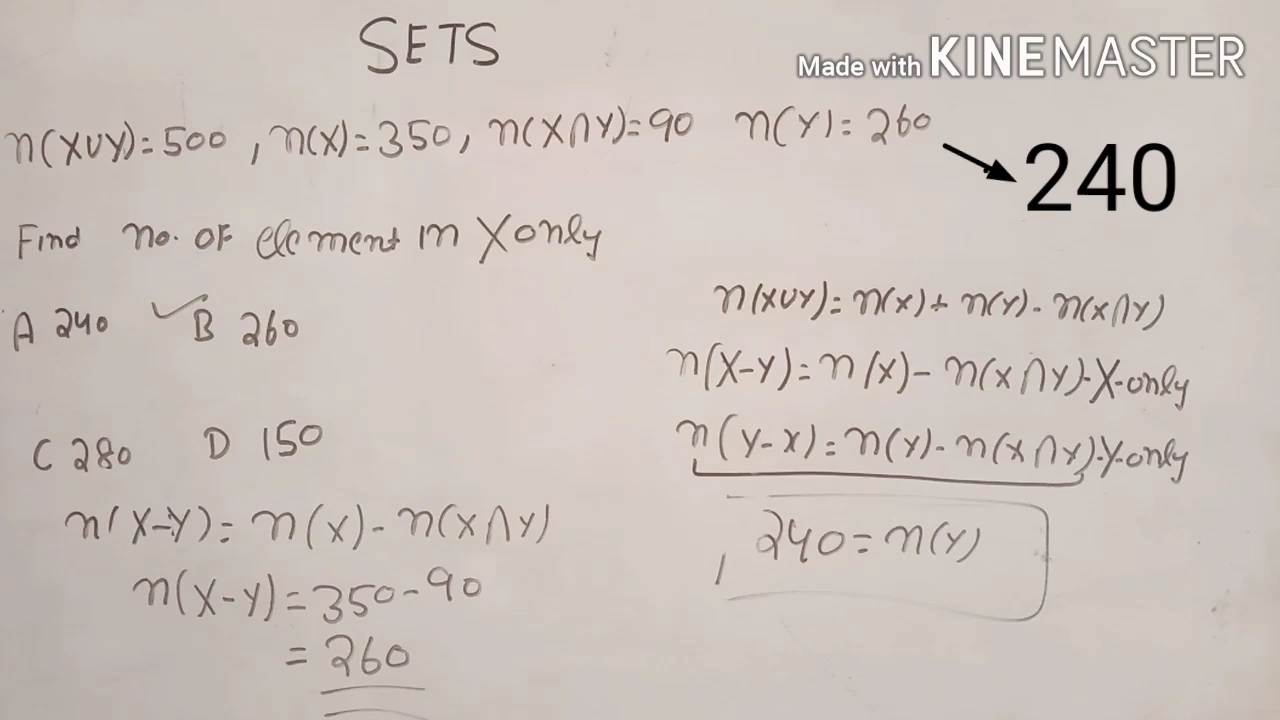 SETS
Made with KINEMASTER
n(XUY)=500, n(X)=350, n(X∩Y)=90 n(Y)=260
240
Find no. of element in X only
A 240 ✓B 260
C 280 D 150
n(X-Y)= n(X)- n(X∩Y)
n(X-Y)=350-90
= 260
n(XUY)= n(X)+ n(Y)- n(X∩Y)
n(X-Y)= n(X)- n(X∩Y)-X-only
n(Y-X)= n(Y)- n(X∩Y)-Y-only
, 240= n(Y)